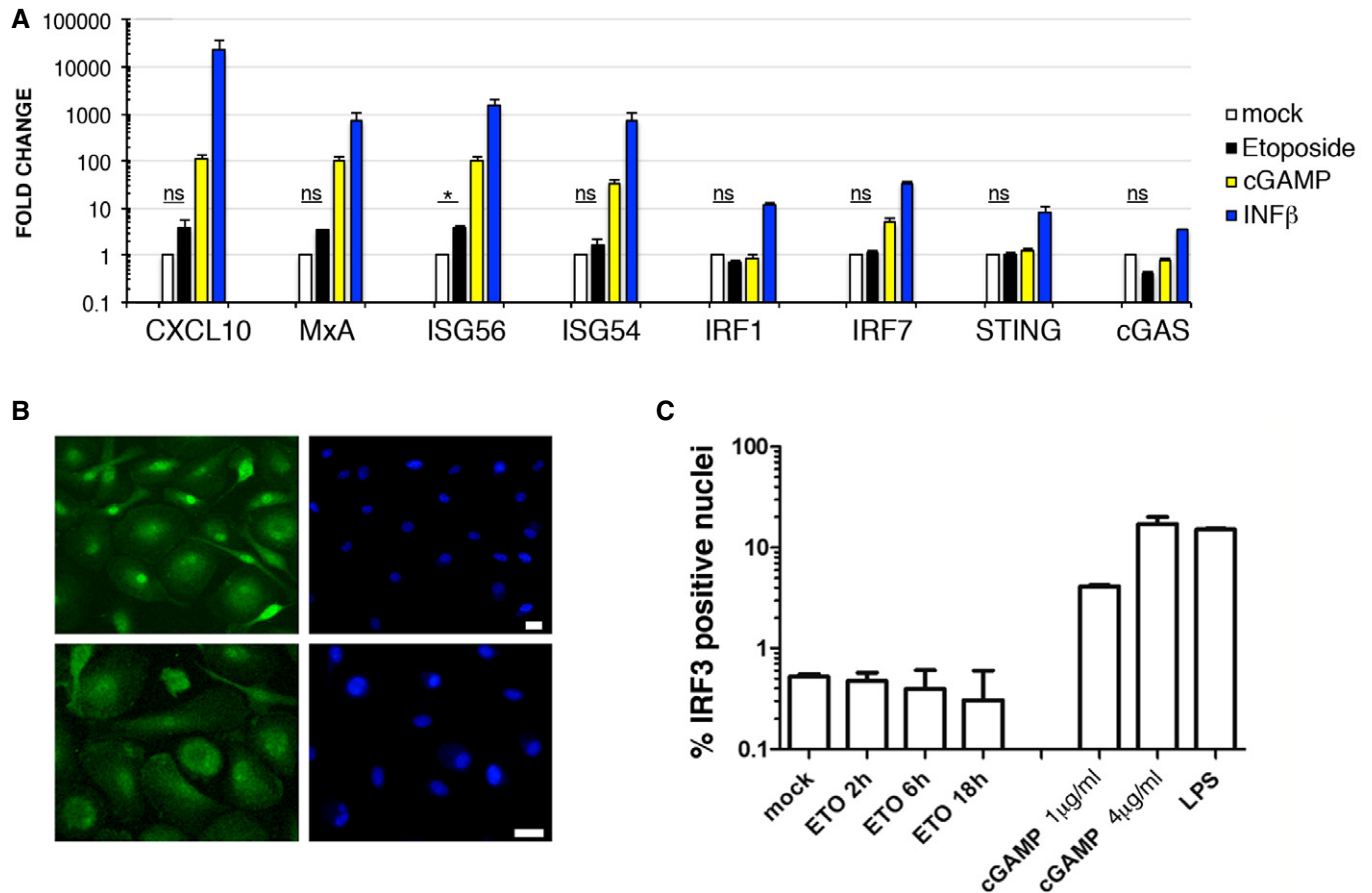 A
FOLD CHANGE
100000
10000
1000
100
10
1
0.1
ns
ns
*
ns
ns
ns
ns
ns
CXCL10
MxA
ISG56
ISG54
IRF1
IRF7
STING
cGAS
mock
Etoposide
cGAMP
INFβ
B
C
% IRF3 positive nuclei
100
10
1
0.1
mock
ETO 2h
ETO 6h
ETO 18h
cGAMP 1μg/ml
cGAMP 4μg/ml
LPS